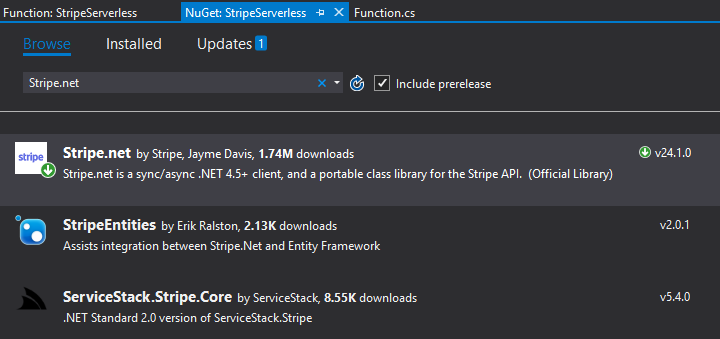 Function: StripeServerless NuGet: StripeServerless Function.cs
Browse Installed Updates 1
Stripe.net Include prerelease
stripe Stripe.net by Stripe, Jayme Davis, 1.74M downloads v24.1.0
Stripe.net is a sync/async .NET 4.5+ client, and a portable class library for the Stripe API. (Official Library)
StripeEntities by Erik Ralston, 2.13K downloads v2.0.1
Assists integration between Stripe.Net and Entity Framework
ServiceStack.Stripe.Core by ServiceStack, 8.55K downloads v5.4.0
.NET Standard 2.0 version of ServiceStack.Stripe